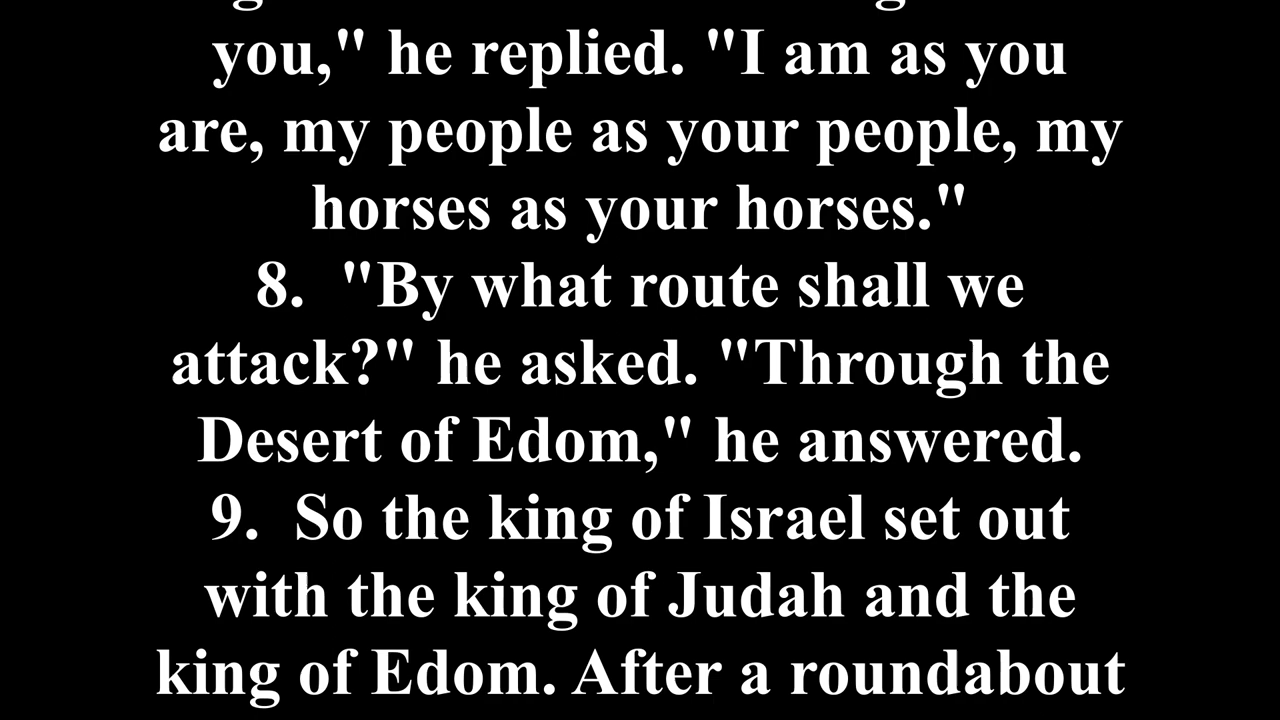 you," he replied. "I am as you
are, my people as your people, my
horses as your horses."
8.  "By what route shall we
attack?" he asked. "Through the
Desert of Edom," he answered.
9.  So the king of Israel set out
with the king of Judah and the
king of Edom. After a roundabout